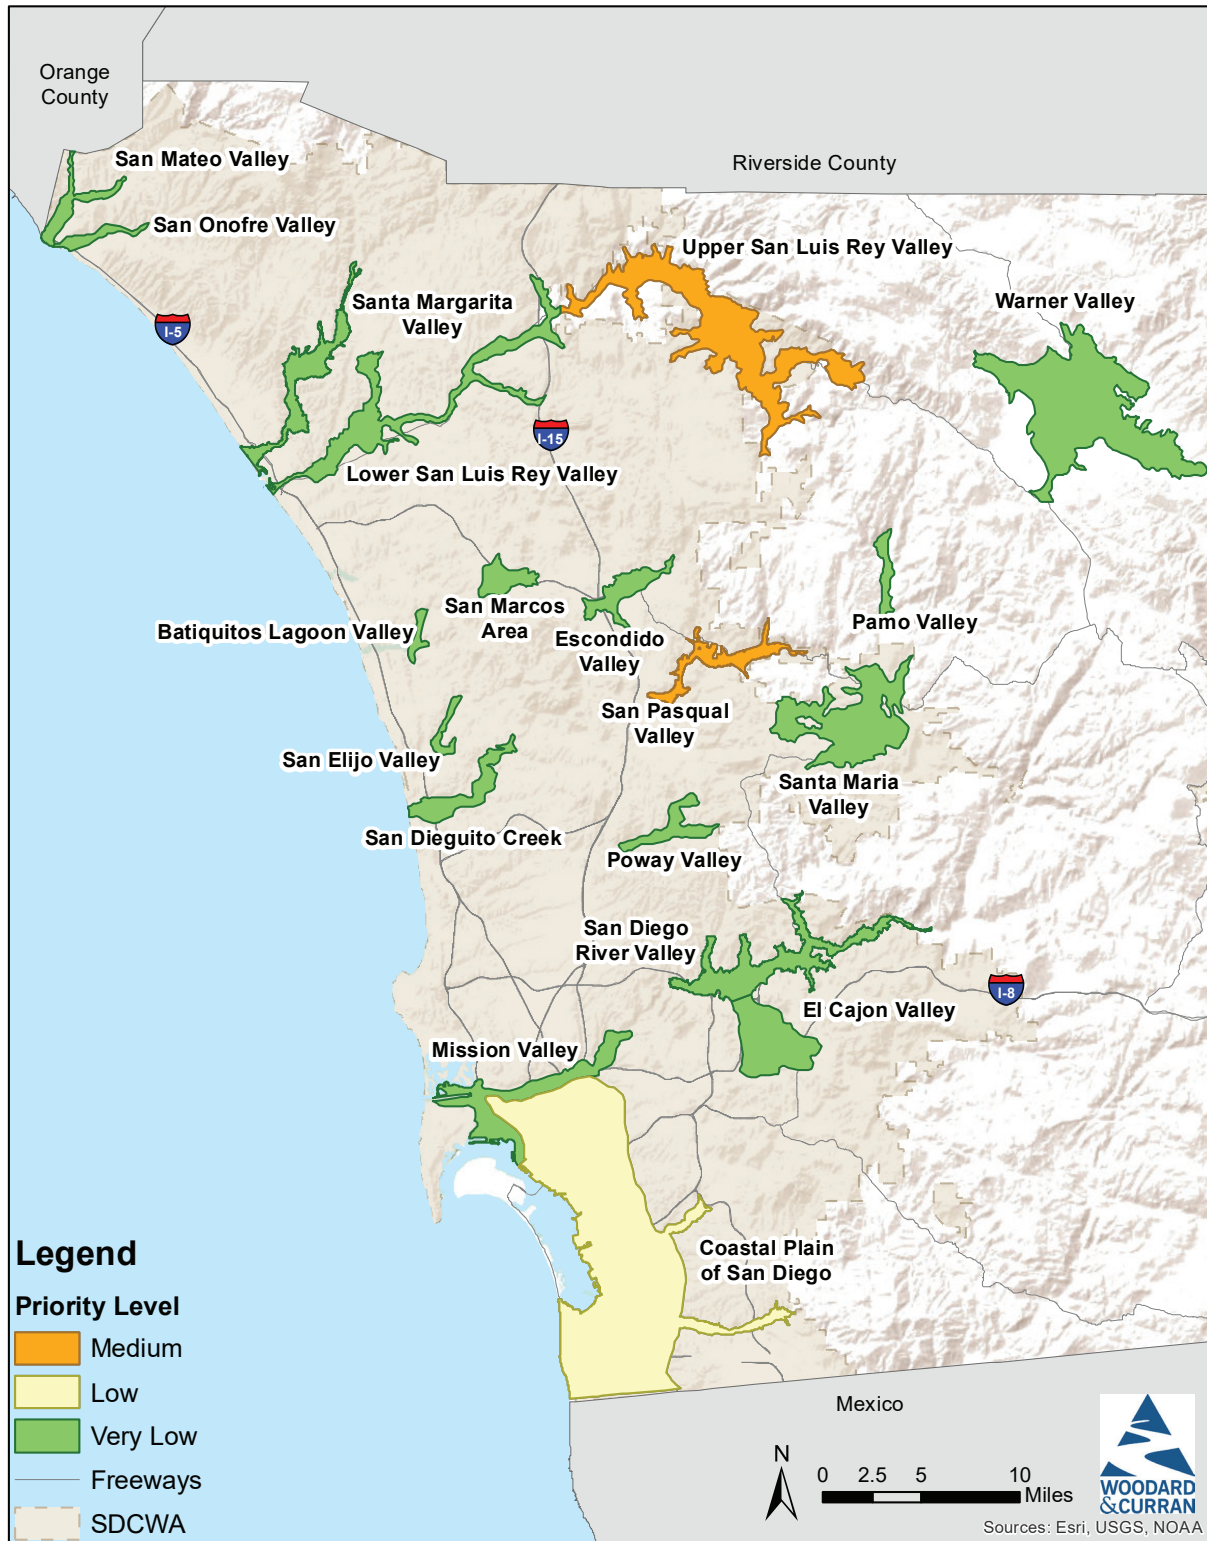 Orange
County
Riverside County
San Mateo Valley
San Onofre Valley
Upper San Luis Rey Valley
Warner Valley
Santa Margarita
Valley
I-5
I-15
Lower San Luis Rey Valley
San Marcos
Area
Batiquitos Lagoon Valley
Escondido
Valley
Pamo Valley
San Pasqual
Valley
San Elijo Valley
Santa Maria
Valley
San Dieguito Creek
Poway Valley
San Diego
River Valley
I-8
El Cajon Valley
Mission Valley
Coastal Plain
of San Diego
Legend
Priority Level
Medium
Low
Very Low
Freeways
SDCWA
Mexico
N
0 2.5 5 10
Miles
WOODARD
&CURRAN
Sources: Esri, USGS, NOAA